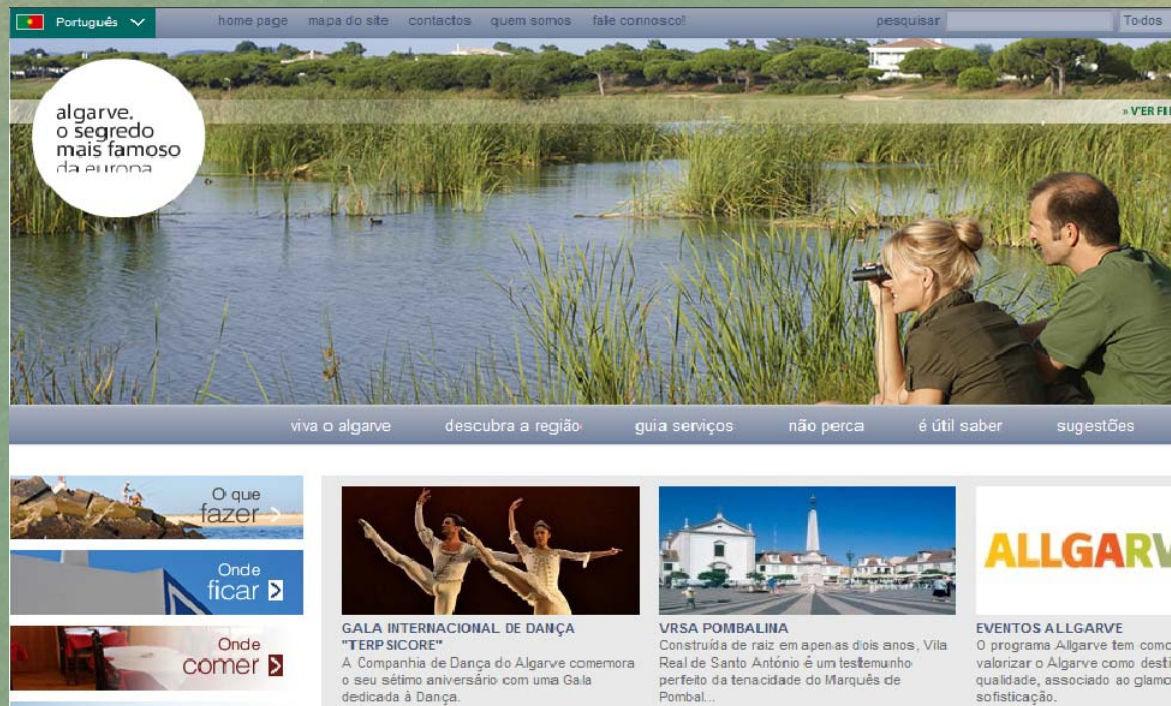 Português
home page mapa do site contactos quem somos fale connosco!
pesquisar
Todos
algarve.
o segredo
mais famoso
da europa
» VER
viva o algarve descubra a região guia serviços não perca é útil saber sugestões
O que
fazer
Onde
ficar
Onde
comer
GALA INTERNACIONAL DE DANÇA
"TERPSICORE"
A Companhia de Dança do Algarve comemora
o seu sétimo aniversário com uma Gala
dedicada à Dança.
VRSA POMBALINA
Construída de raiz em apenas dois anos, Vila
Real de Santo António é um testemunho
perfeito da tenacidade do Marquês de
Pombal...
ALLGARV
EVENTOS ALLGARVE
O programa Allgarve tem como
valorizar o Algarve como desti
qualidade, associado ao glamo
sofisticação.